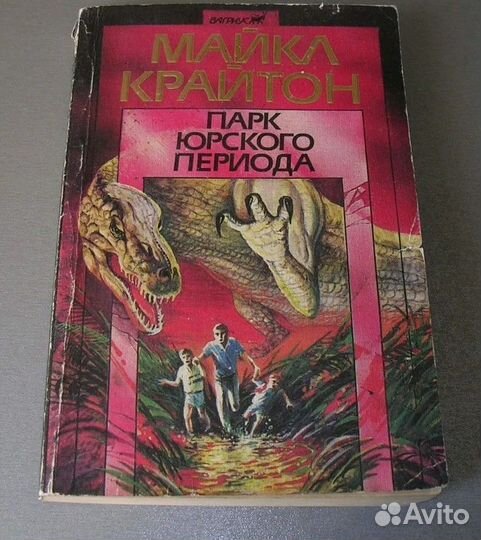 ВАГРИУС
МАЙКЛ
КРАЙТОН
ПАРК
ЮРСКОГО
ПЕРИОДА
Avito